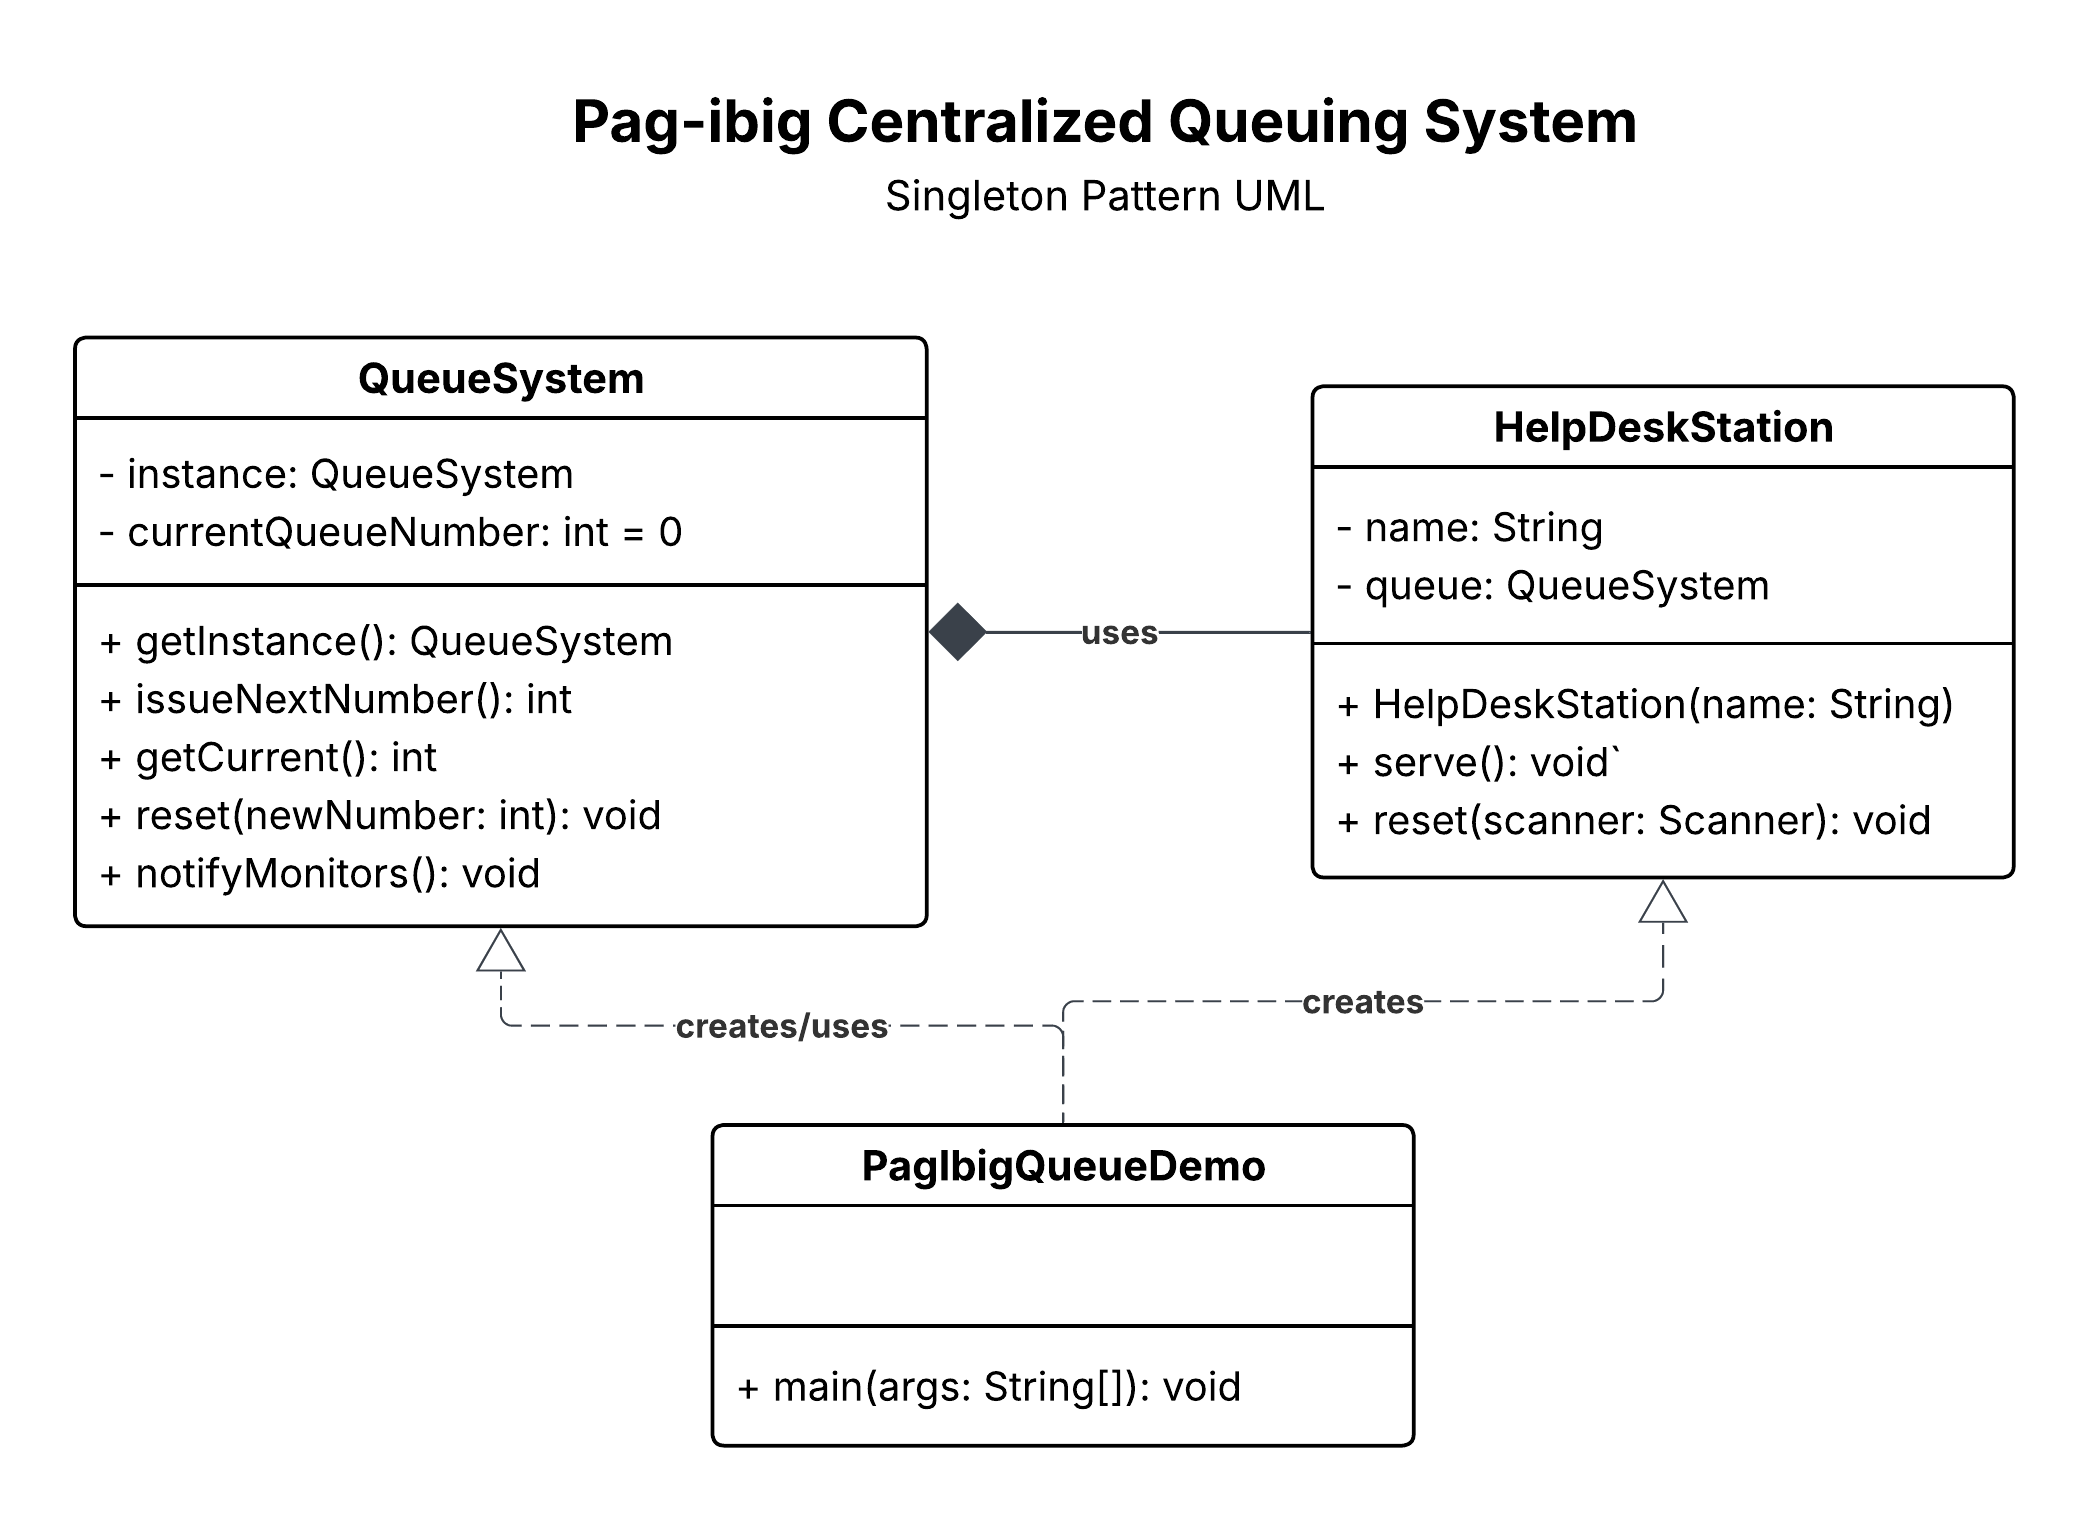 Pag-ibig Centralized Queuing System
Singleton Pattern UML
QueueSystem
- instance: QueueSystem
- currentQueueNumber: int = 0
+ getInstance(): QueueSystem
+ issueNextNumber(): int
+ getCurrent(): int
+ reset(newNumber: int): void
+ notifyMonitors(): void
uses
HelpDeskStation
- name: String
- queue: QueueSystem
+ HelpDeskStation(name: String)
+ serve(): void`
+ reset(scanner: Scanner): void
creates/uses
creates
PagIbigQueueDemo
+ main(args: String[]): void